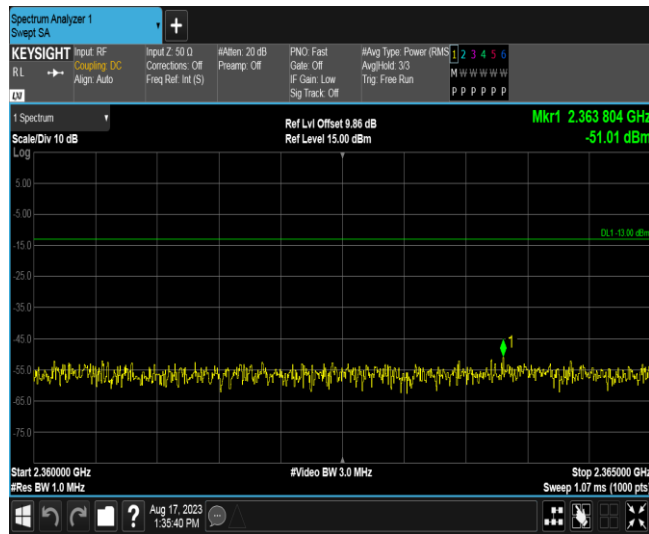 Spectrum Analyzer 1
Swept SA
+
KEYSIGHT Input: RF Input Z: 50 Ω #Atten: 20 dB PNO: Fast #Avg Type: Power (RMS 1 2 3 4 5 6
RL Coupling: DC Corrections: Off Preamp: Off Gate: Off Avg|Hold: 3/3 M W W W W W
Align: Auto Freq Ref: Int (S) IF Gain: Low Trig: Free Run
LXI Sig Track: Off P P P P P P
1 Spectrum Ref Lvl Offset 9.86 dB Mkr1 2.363 804 GHz
Scale/Div 10 dB Ref Level 15.00 dBm -51.01 dBm
Log
5.00
-5.00
DL1 -13.00 dBm
-15.0
-25.0
-35.0
-45.0
1
-55.0
-65.0
-75.0
Start 2.360000 GHz #Video BW 3.0 MHz Stop 2.365000 GHz
#Res BW 1.0 MHz Sweep 1.07 ms (1000 pts
? Aug 17, 2023
1:35:40 PM